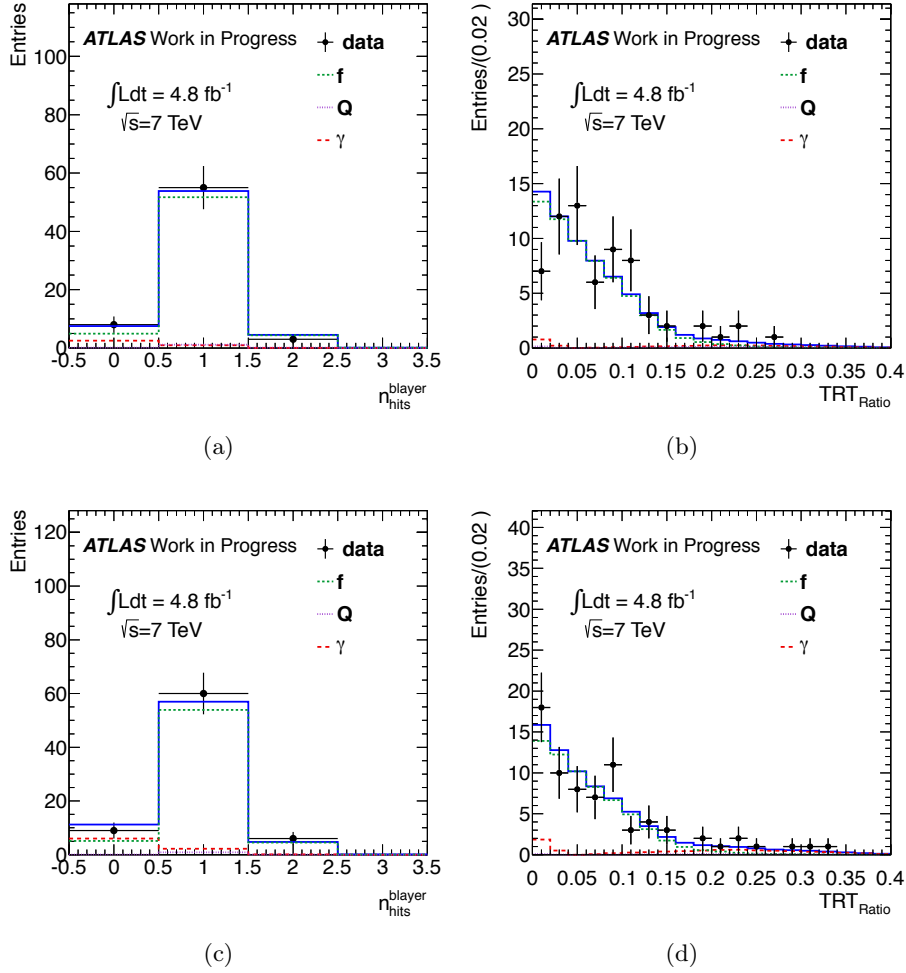 Entries
100
80
60
40
20
0
-0.5 0 0.5 1 1.5 2 2.5 3 3.5
n^blayer_hits
ATLAS Work in Progress
∫Ldt = 4.8 fb⁻¹
√s=7 TeV
data
f
Q
γ
(a)
Entries/(0.02 )
30
25
20
15
10
5
0
0 0.05 0.1 0.15 0.2 0.25 0.3 0.35 0.4
TRT_Ratio
ATLAS Work in Progress
∫Ldt = 4.8 fb⁻¹
√s=7 TeV
data
f
Q
γ
(b)
Entries
120
100
80
60
40
20
0
-0.5 0 0.5 1 1.5 2 2.5 3 3.5
n^blayer_hits
ATLAS Work in Progress
∫Ldt = 4.8 fb⁻¹
√s=7 TeV
data
f
Q
γ
(c)
Entries/(0.02 )
40
35
30
25
20
15
10
5
0
0 0.05 0.1 0.15 0.2 0.25 0.3 0.35 0.4
TRT_Ratio
ATLAS Work in Progress
∫Ldt = 4.8 fb⁻¹
√s=7 TeV
data
f
Q
γ
(d)